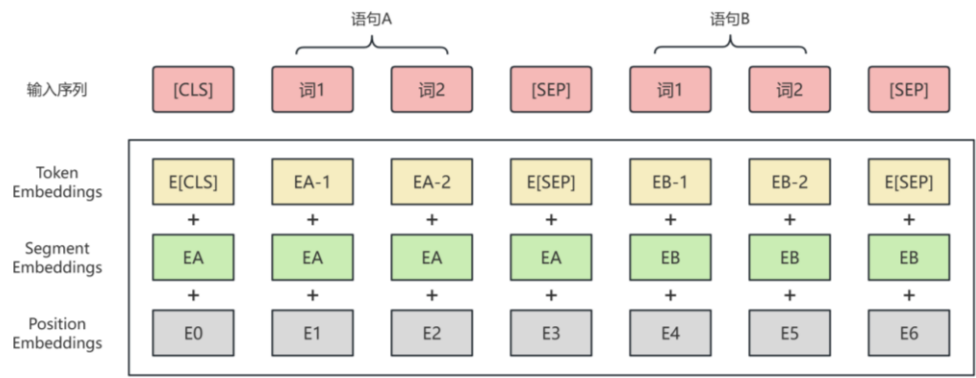 语句A 语句B
输入序列 [CLS] 词1 词2 [SEP] 词1 词2 [SEP]
Token
Embeddings
E[CLS] EA-1 EA-2 E[SEP] EB-1 EB-2 E[SEP]
+ + + + + + +
Segment
Embeddings
EA EA EA EA EB EB EB
+ + + + + + +
Position
Embeddings
E0 E1 E2 E3 E4 E5 E6